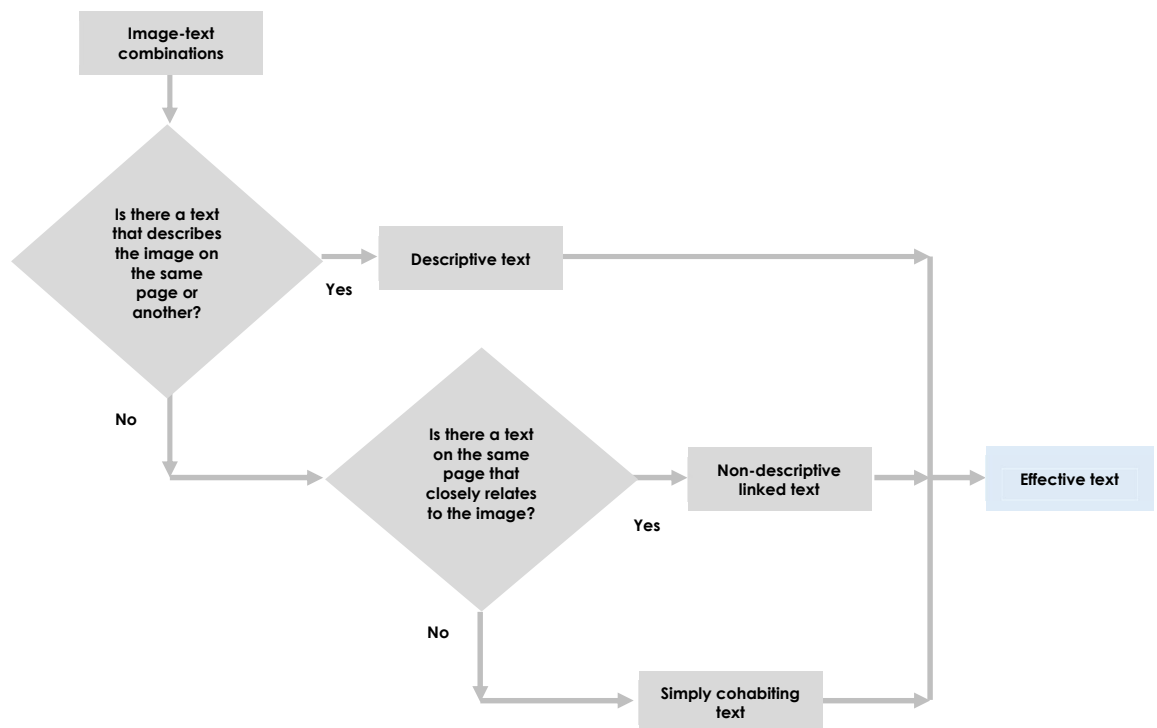 Image-text
combinations
Is there a text
that describes
the image on
the same
page or
another?
Yes
Descriptive text
No
Is there a text
on the same
page that
closely relates
to the image?
Yes
Non-descriptive
linked text
Effective text
No
Simply cohabiting
text